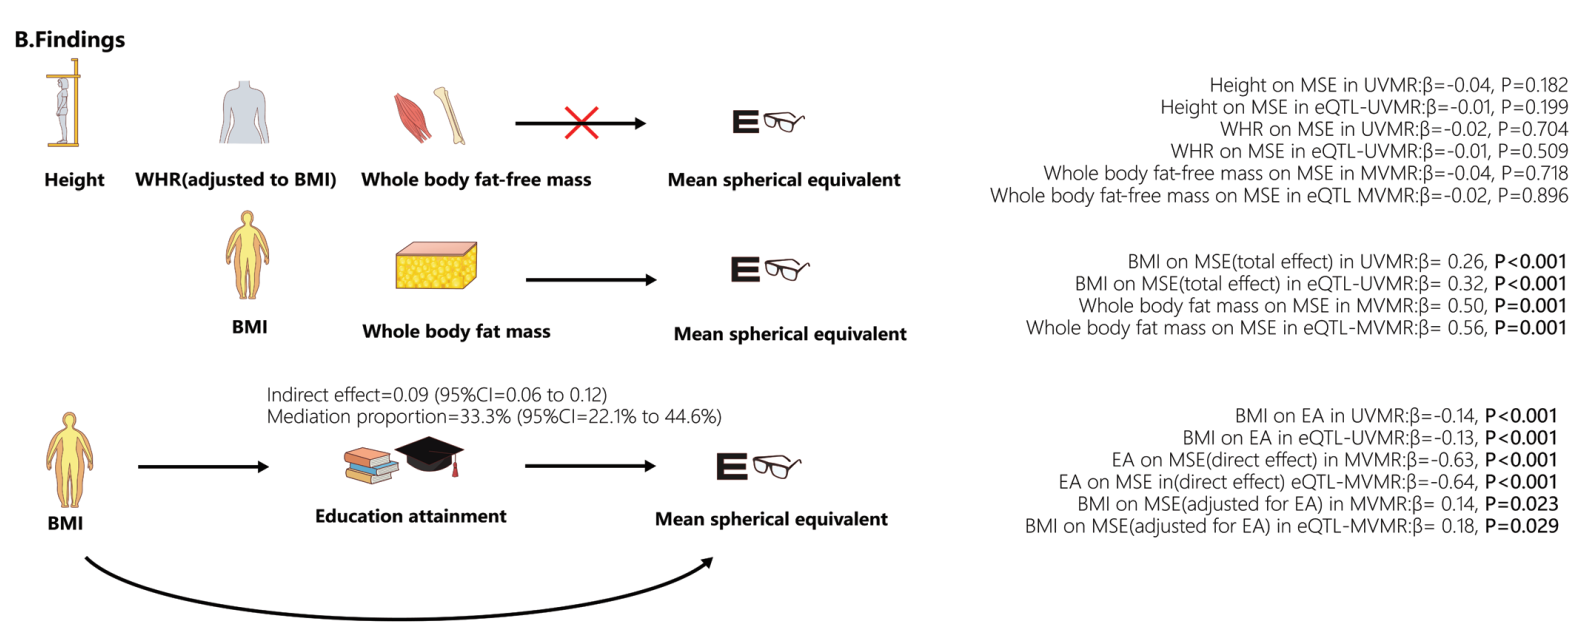 B.Findings
Height
WHR(adjusted to BMI)
Whole body fat-free mass
E
Mean spherical equivalent
Height on MSE in UVMR:β=-0.04, P=0.182
Height on MSE in eQTL-UVMR:β=-0.01, P=0.199
WHR on MSE in UVMR:β=-0.02, P=0.704
WHR on MSE in eQTL-UVMR:β=-0.01, P=0.509
Whole body fat-free mass on MSE in MVMR:β=-0.04, P=0.718
Whole body fat-free mass on MSE in eQTL MVMR:β=-0.02, P=0.896
BMI
Whole body fat mass
E
Mean spherical equivalent
BMI on MSE(total effect) in UVMR:β= 0.26, P<0.001
BMI on MSE(total effect) in eQTL-UVMR:β= 0.32, P<0.001
Whole body fat mass on MSE in MVMR:β= 0.50, P=0.001
Whole body fat mass on MSE in eQTL-MVMR:β= 0.56, P=0.001
Indirect effect=0.09 (95%CI=0.06 to 0.12)
Mediation proportion=33.3% (95%CI=22.1% to 44.6%)
BMI
Education attainment
E
Mean spherical equivalent
BMI on EA in UVMR:β=-0.14, P<0.001
BMI on EA in eQTL-UVMR:β=-0.13, P<0.001
EA on MSE(direct effect) in MVMR:β=-0.63, P<0.001
EA on MSE in(direct effect) eQTL-MVMR:β=-0.64, P<0.001
BMI on MSE(adjusted for EA) in MVMR:β= 0.14, P=0.023
BMI on MSE(adjusted for EA) in eQTL-MVMR:β= 0.18, P=0.029